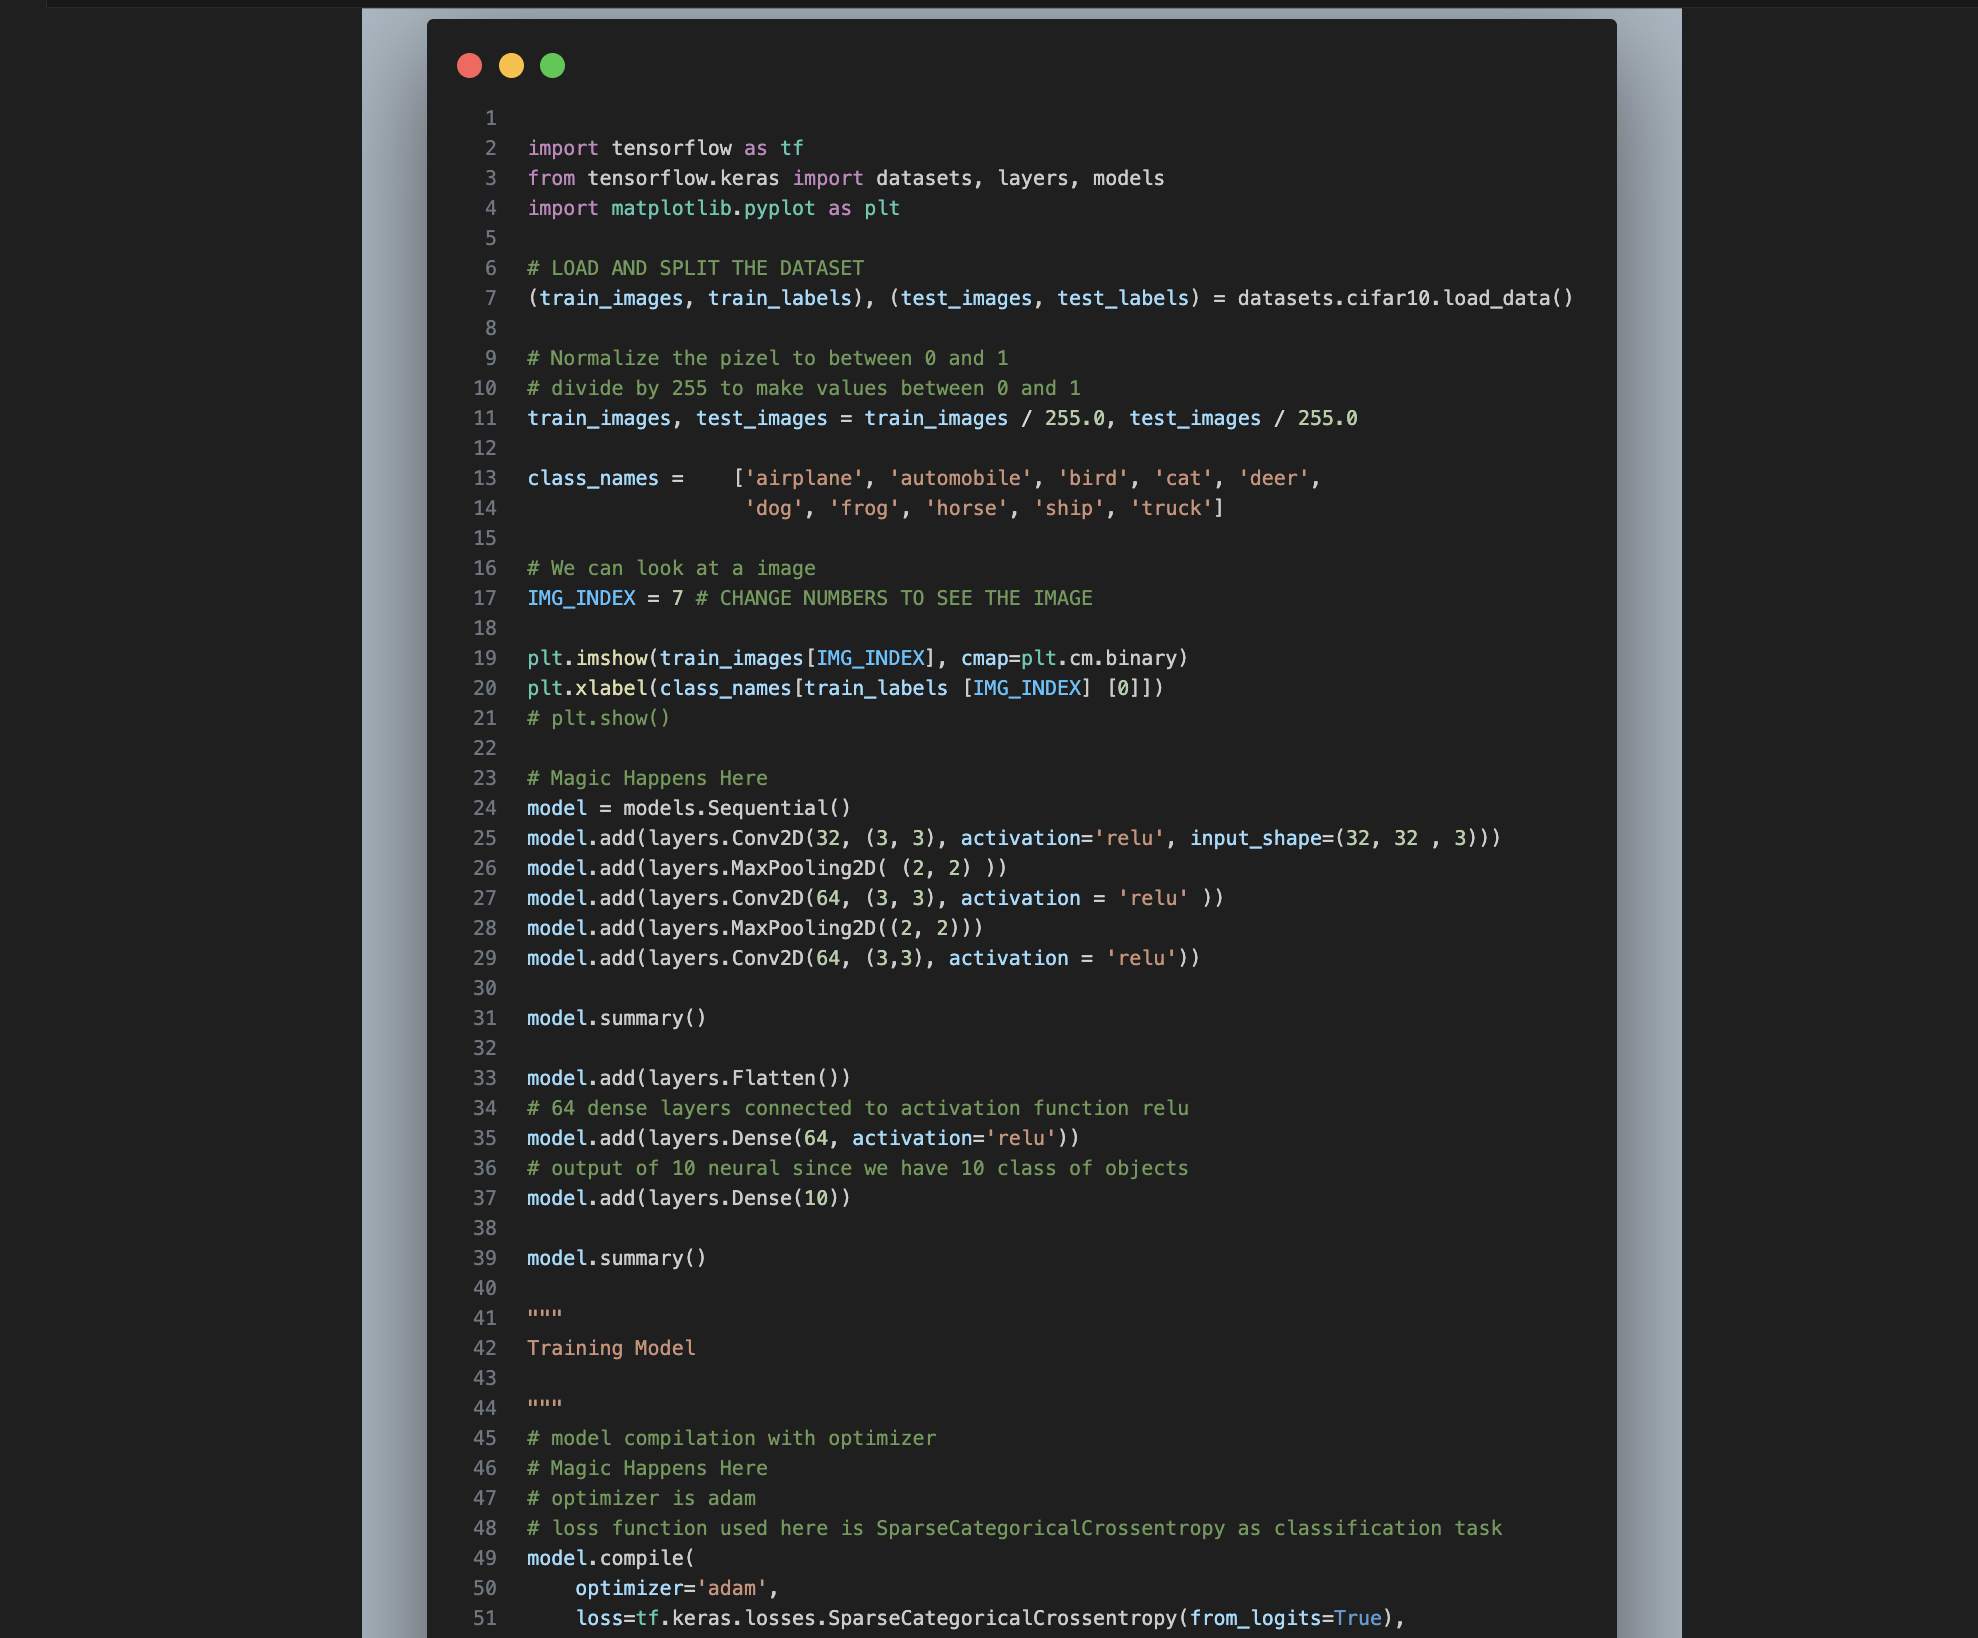 1
2 import tensorflow as tf
3 from tensorflow.keras import datasets, layers, models
4 import matplotlib.pyplot as plt
5
6 # LOAD AND SPLIT THE DATASET
7 (train_images, train_labels), (test_images, test_labels) = datasets.cifar10.load_data()
8
9 # Normalize the pizel to between 0 and 1
10 # divide by 255 to make values between 0 and 1
11 train_images, test_images = train_images / 255.0, test_images / 255.0
12
13 class_names =    ['airplane', 'automobile', 'bird', 'cat', 'deer',
14                   'dog', 'frog', 'horse', 'ship', 'truck']
15
16 # We can look at a image
17 IMG_INDEX = 7 # CHANGE NUMBERS TO SEE THE IMAGE
18
19 plt.imshow(train_images[IMG_INDEX], cmap=plt.cm.binary)
20 plt.xlabel(class_names[train_labels [IMG_INDEX] [0]])
21 # plt.show()
22
23 # Magic Happens Here
24 model = models.Sequential()
25 model.add(layers.Conv2D(32, (3, 3), activation='relu', input_shape=(32, 32 , 3)))
26 model.add(layers.MaxPooling2D( (2, 2) ))
27 model.add(layers.Conv2D(64, (3, 3), activation = 'relu' ))
28 model.add(layers.MaxPooling2D((2, 2)))
29 model.add(layers.Conv2D(64, (3,3), activation = 'relu'))
30
31 model.summary()
32
33 model.add(layers.Flatten())
34 # 64 dense layers connected to activation function relu
35 model.add(layers.Dense(64, activation='relu'))
36 # output of 10 neural since we have 10 class of objects
37 model.add(layers.Dense(10))
38
39 model.summary()
40
41 """
42 Training Model
43
44 """
45 # model compilation with optimizer
46 # Magic Happens Here
47 # optimizer is adam
48 # loss function used here is SparseCategoricalCrossentropy as classification task
49 model.compile(
50     optimizer='adam',
51     loss=tf.keras.losses.SparseCategoricalCrossentropy(from_logits=True),